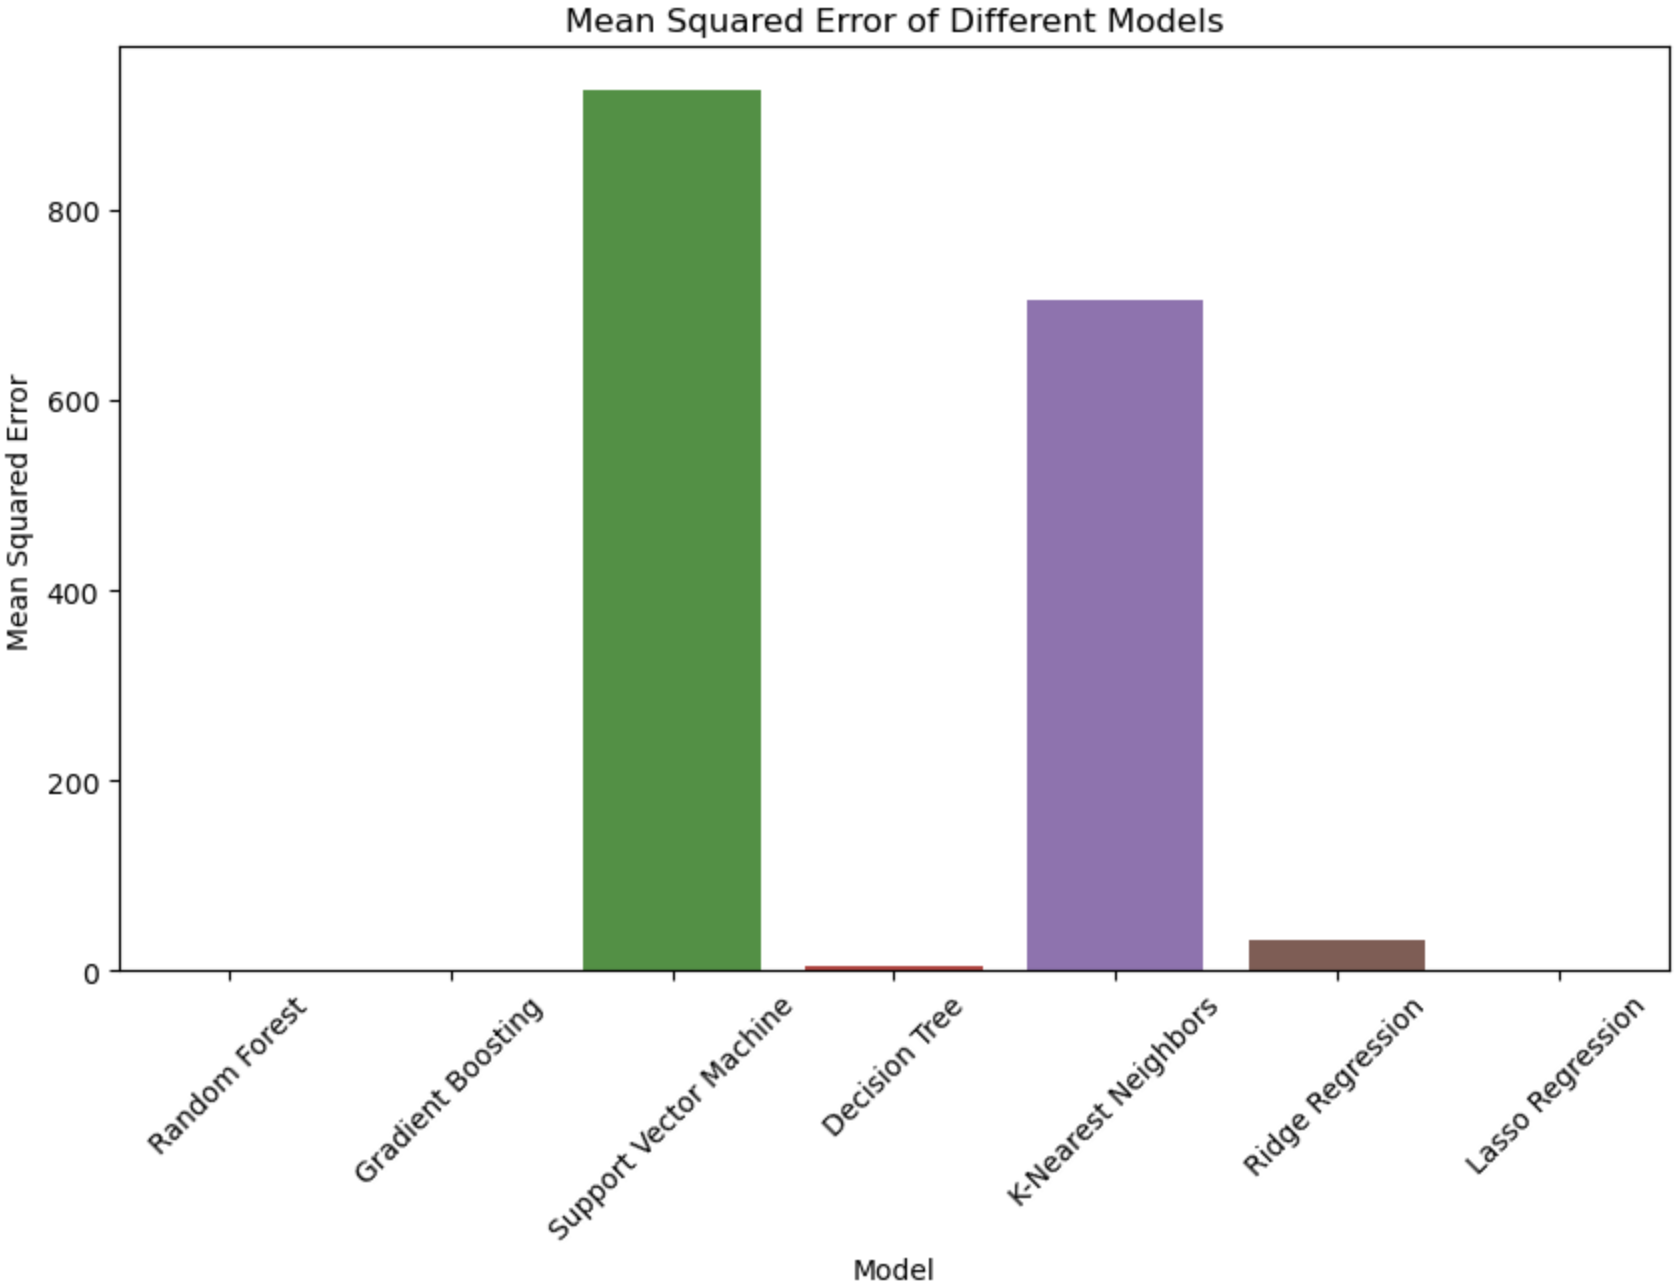 Mean Squared Error of Different Models
Mean Squared Error
800
600
400
200
0
Random Forest
Gradient Boosting
Support Vector Machine
Decision Tree
K-Nearest Neighbors
Ridge Regression
Lasso Regression
Model